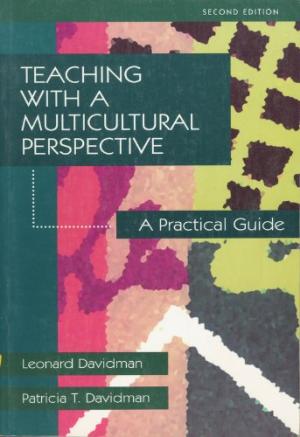 SECOND EDITION
TEACHING
WITH A
MULTICULTURAL
PERSPECTIVE
A Practical Guide
Leonard Davidman
Patricia T. Davidman